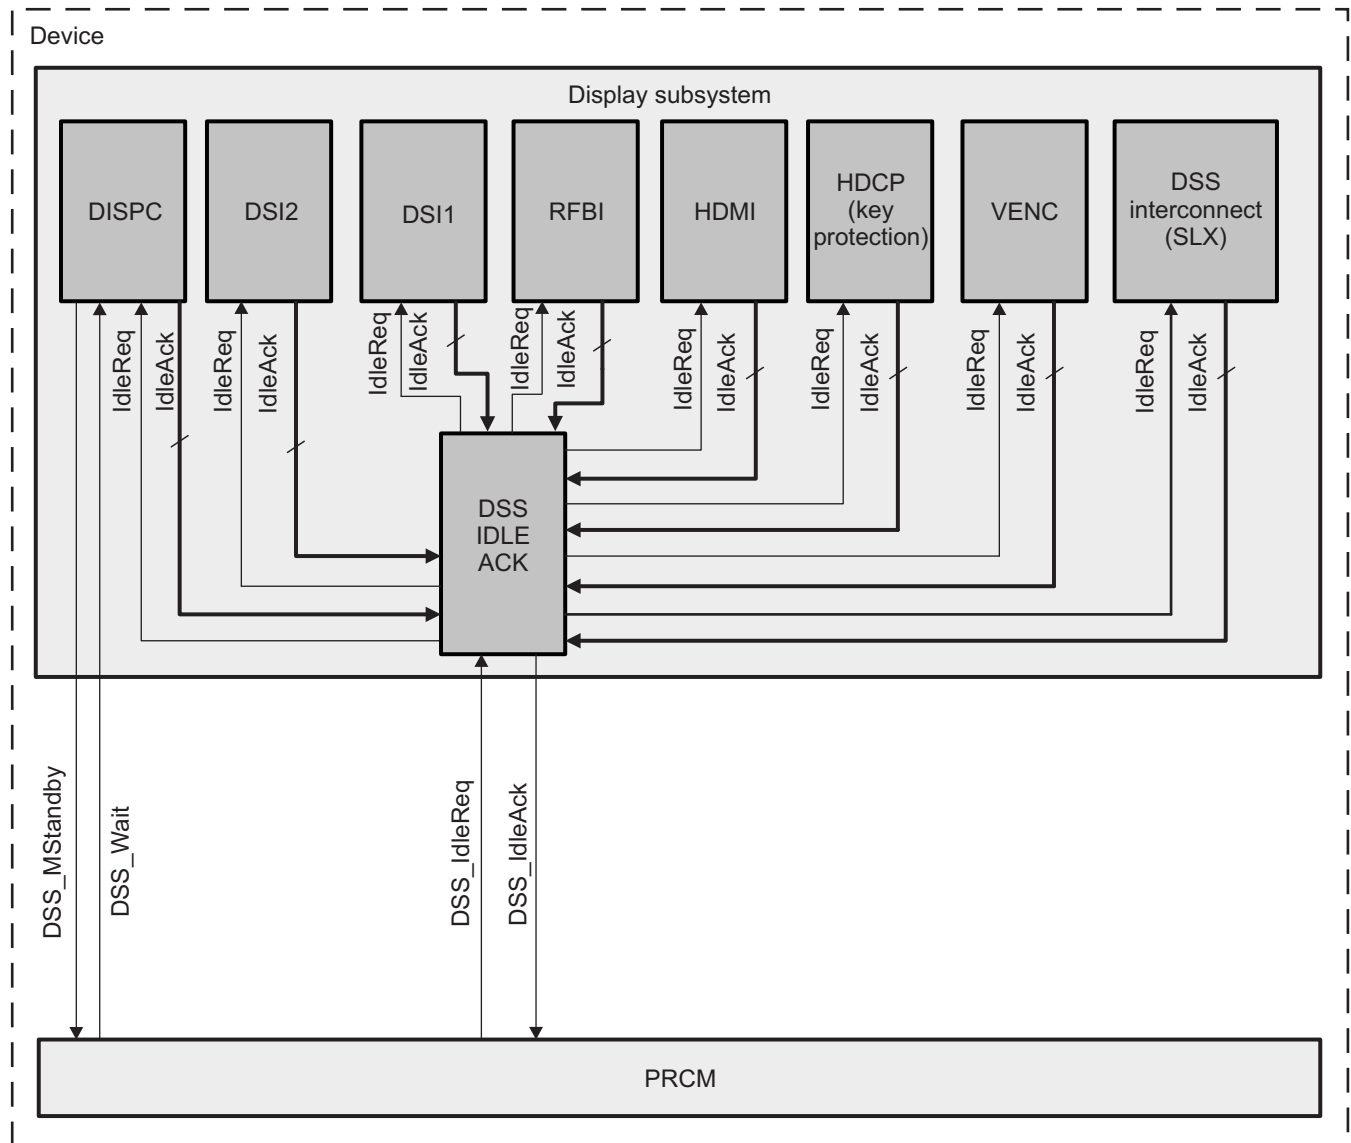 Device
Display subsystem
DISPC
DSI2
DSI1
RFBI
HDMI
HDCP
(key
protection)
VENC
DSS
interconnect
(SLX)
IdleReq
IdleAck
IdleReq
IdleAck
IdleReq
IdleAck
IdleReq
IdleAck
IdleReq
IdleAck
IdleReq
IdleAck
IdleReq
IdleAck
IdleReq
IdleAck
DSS
IDLE
ACK
DSS_MStandby
DSS_Wait
DSS_IdleReq
DSS_IdleAck
PRCM